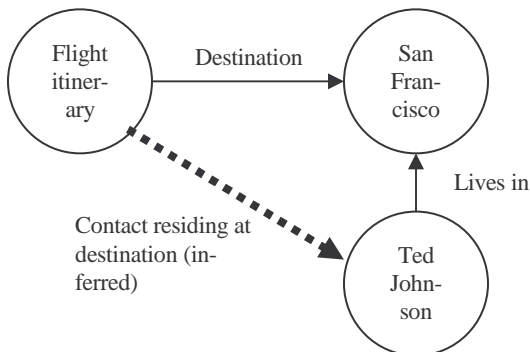 Flight
itiner-
ary
Destination
San
Fran-
cisco
Lives in
Contact residing at
destination (in-
ferred)
Ted
John-
son